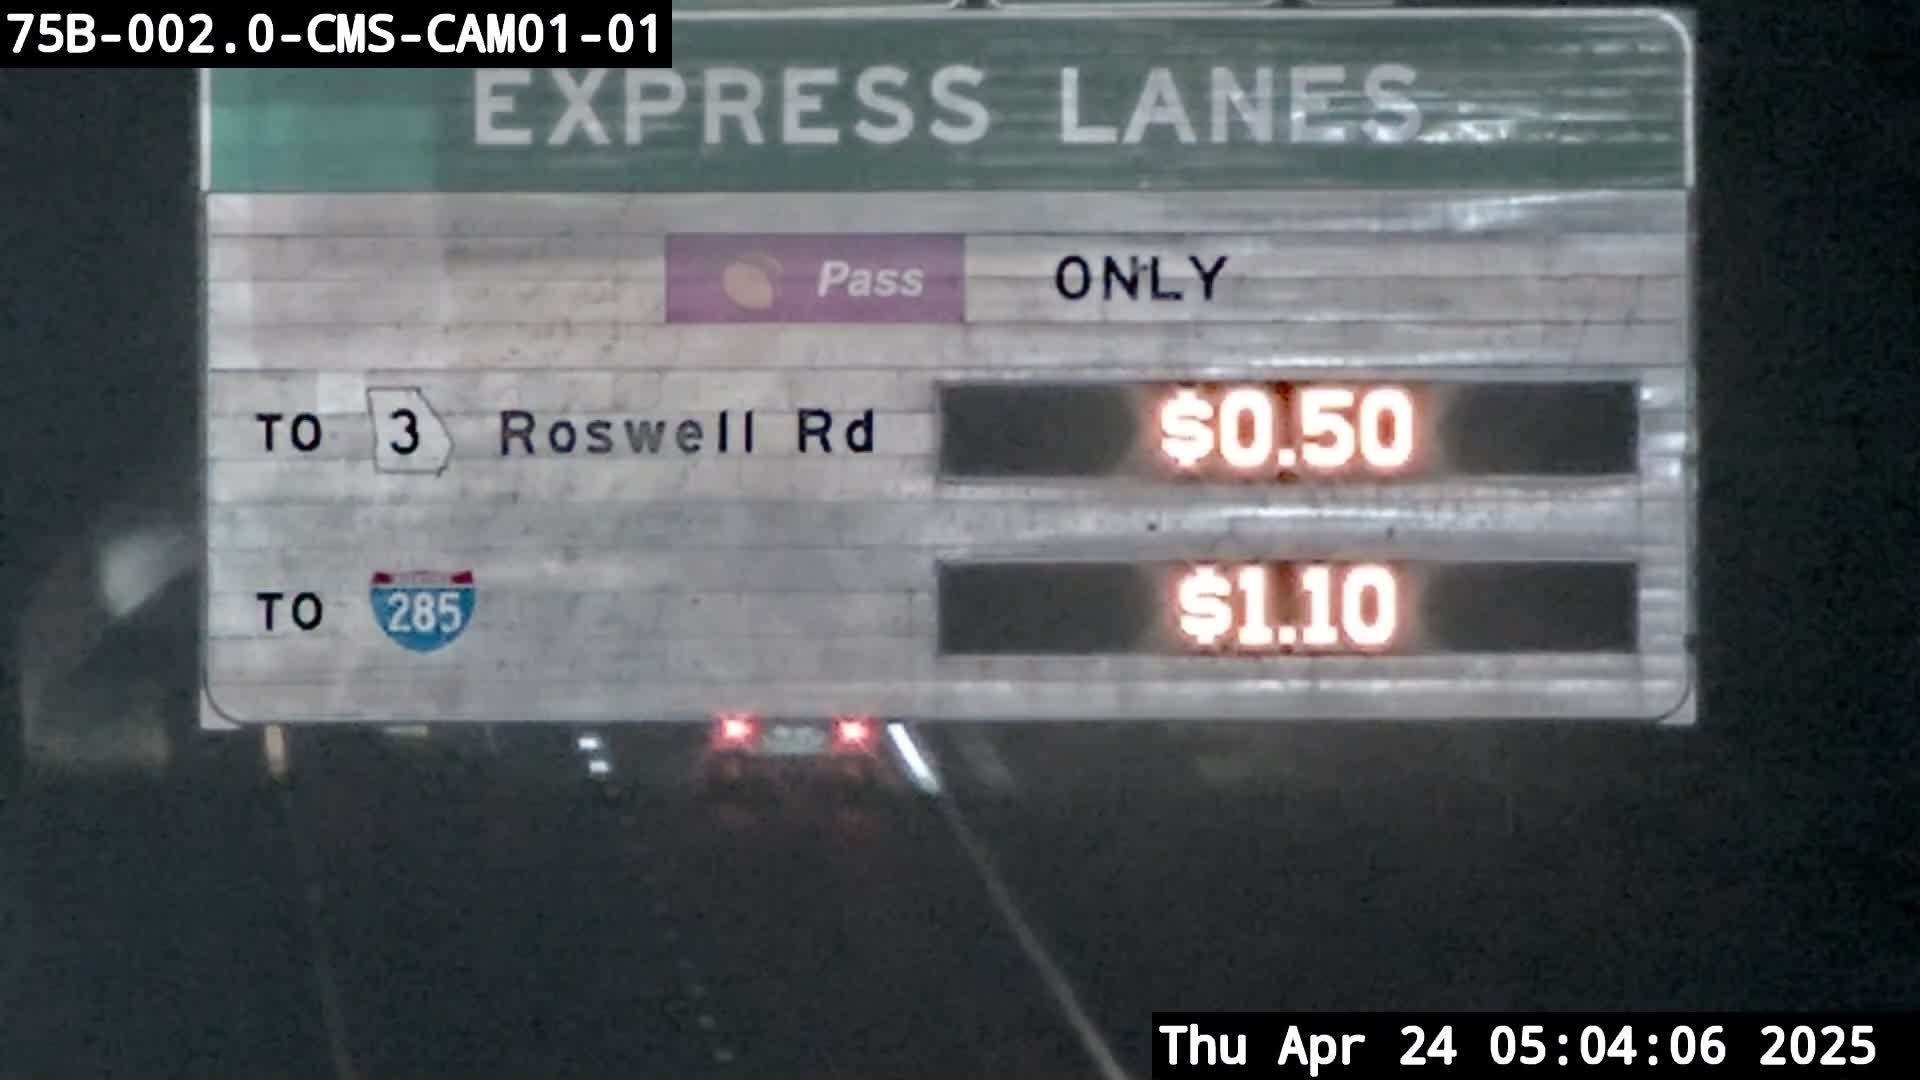 75B-002.0-CMS-CAM01-01
EXPRESS LANES
Pass ONLY
TO 3 Roswell Rd $0.50
TO 285 $1.10
Thu Apr 24 05:04:06 2025